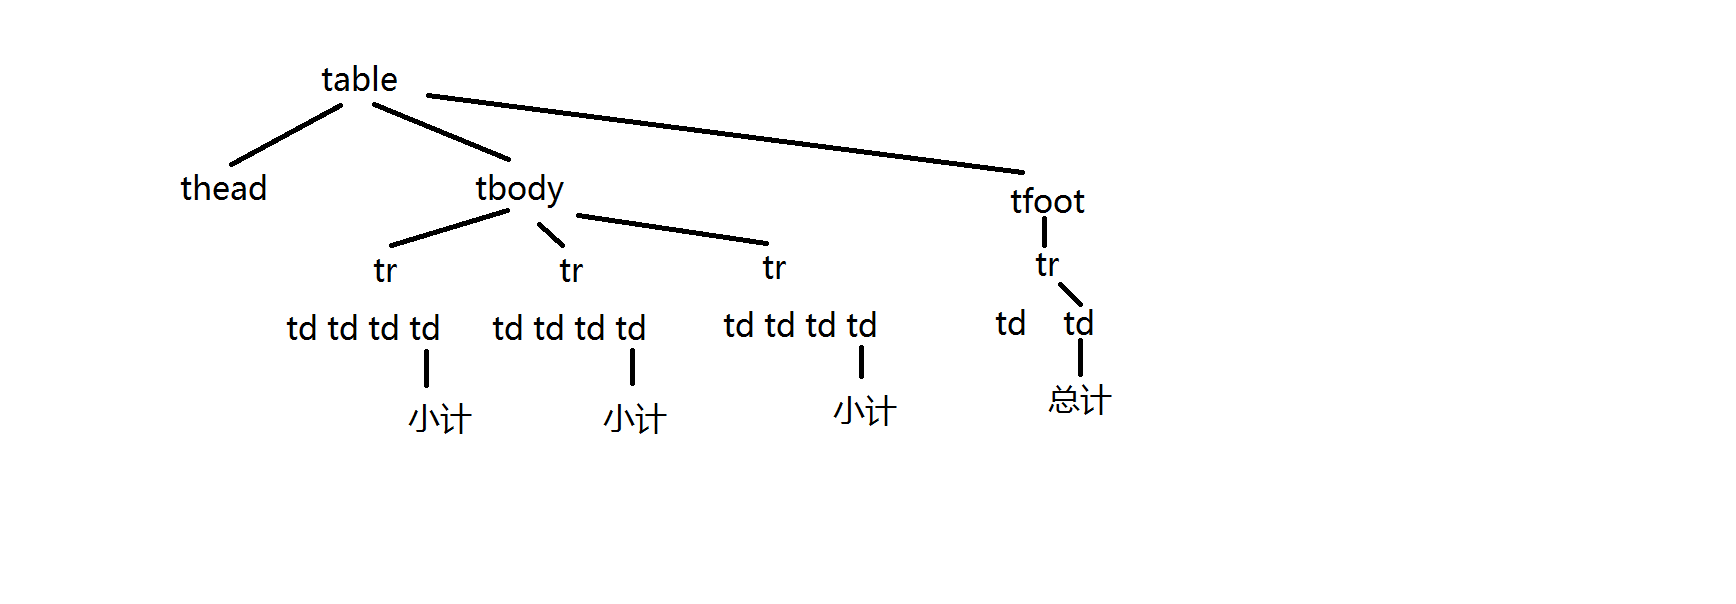 table
thead tbody tfoot
tr tr tr tr
td td td td td td td td td td td td td td
小计 小计 小计 总计